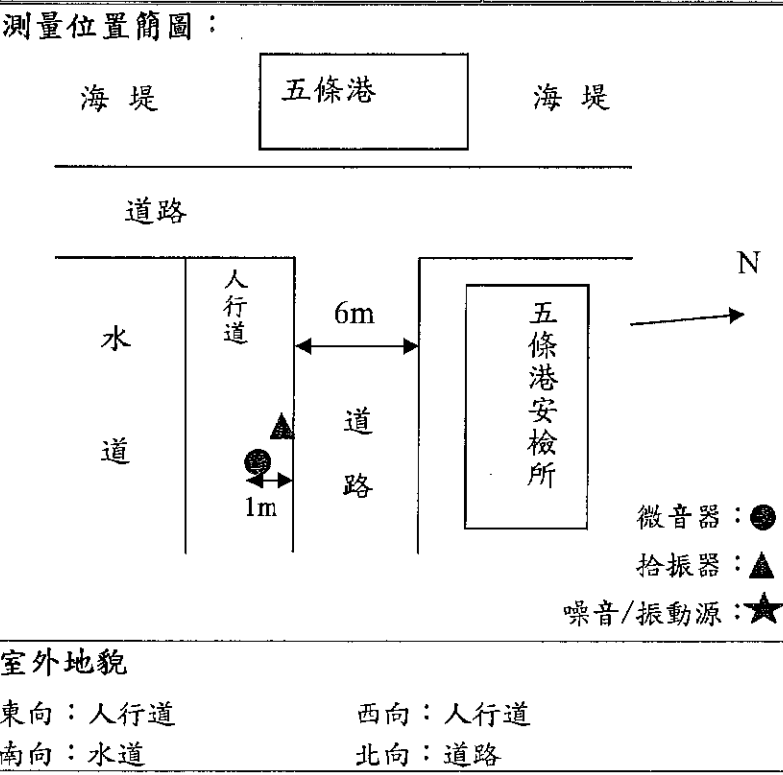 測量位置簡圖：
海堤 五條港 海堤
道路
N
人行道
6m
水道
道路
五條港安檢所
1m
微音器：
拾振器：
噪音/振動源：
室外地貌
東向：人行道 西向：人行道
南向：水道 北向：道路